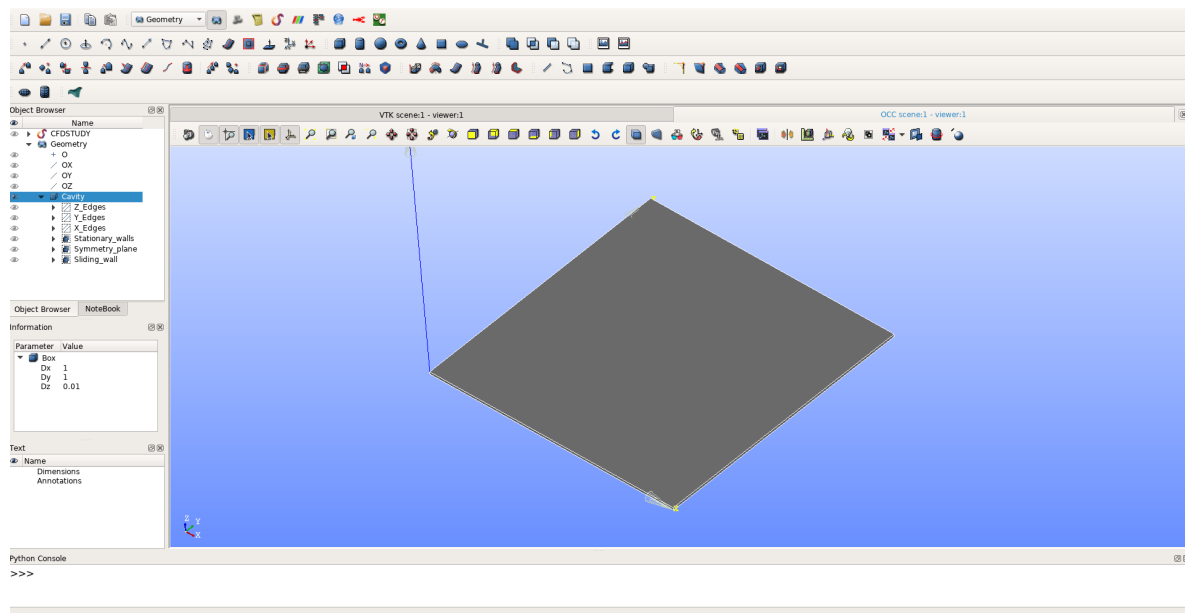 Geometry
Object Browser
VTK scene:1 - viewer:1
OCC scene:1 - viewer:1
Name
CFDSTUDY
Geometry
O
OX
OY
OZ
Cavity
Z_Edges
Y_Edges
X_Edges
Stationary_walls
Symmetry_plane
Sliding_wall
Object Browser NoteBook
Information
Parameter Value
Box
Dx 1
Dy 1
Dz 0.01
Text
Name
Dimensions
Annotations
Z
Y
X
X
Python Console
>>>